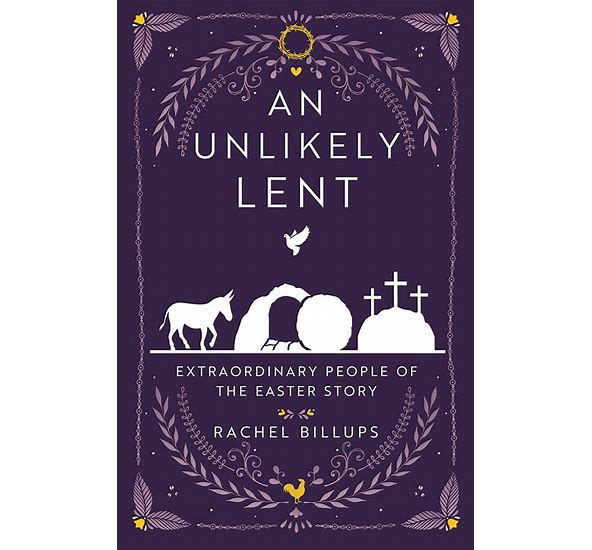 AN
UNLIKELY
LENT
EXTRAORDINARY PEOPLE OF
THE EASTER STORY
RACHEL BILLUPS